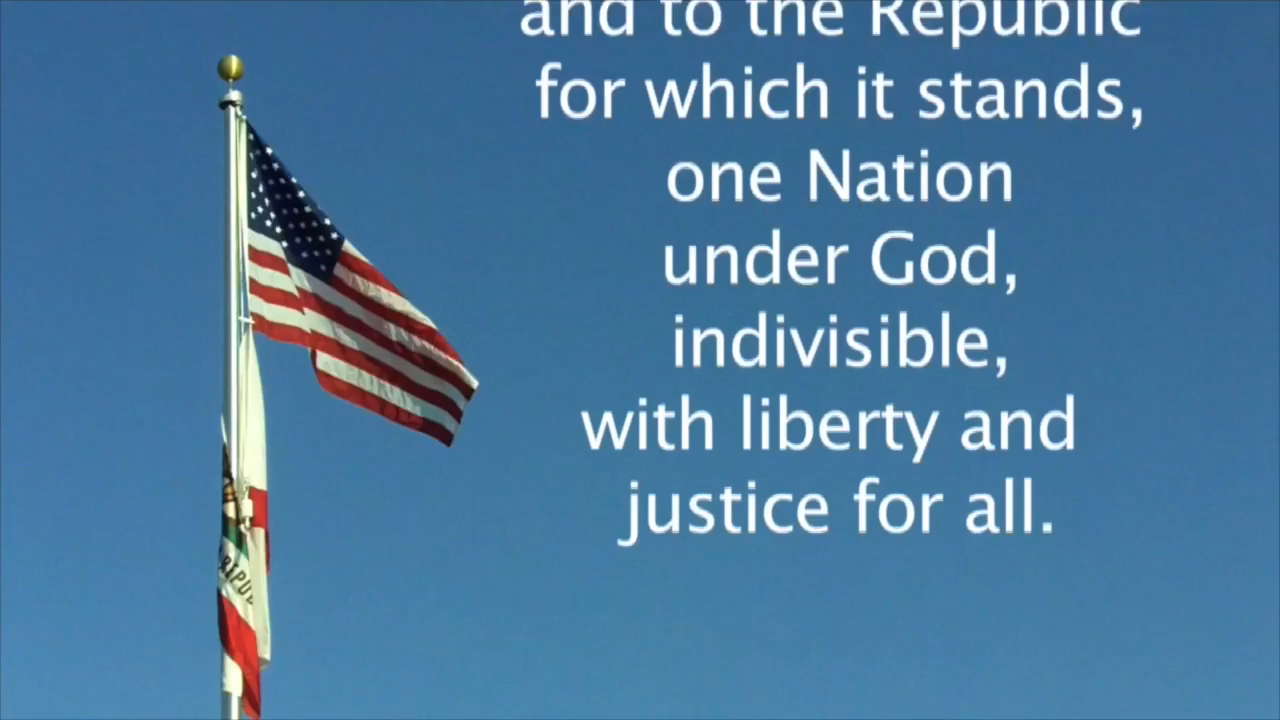 and to the Republic
for which it stands,
one Nation
under God,
indivisible,
with liberty and
justice for all.
REPU